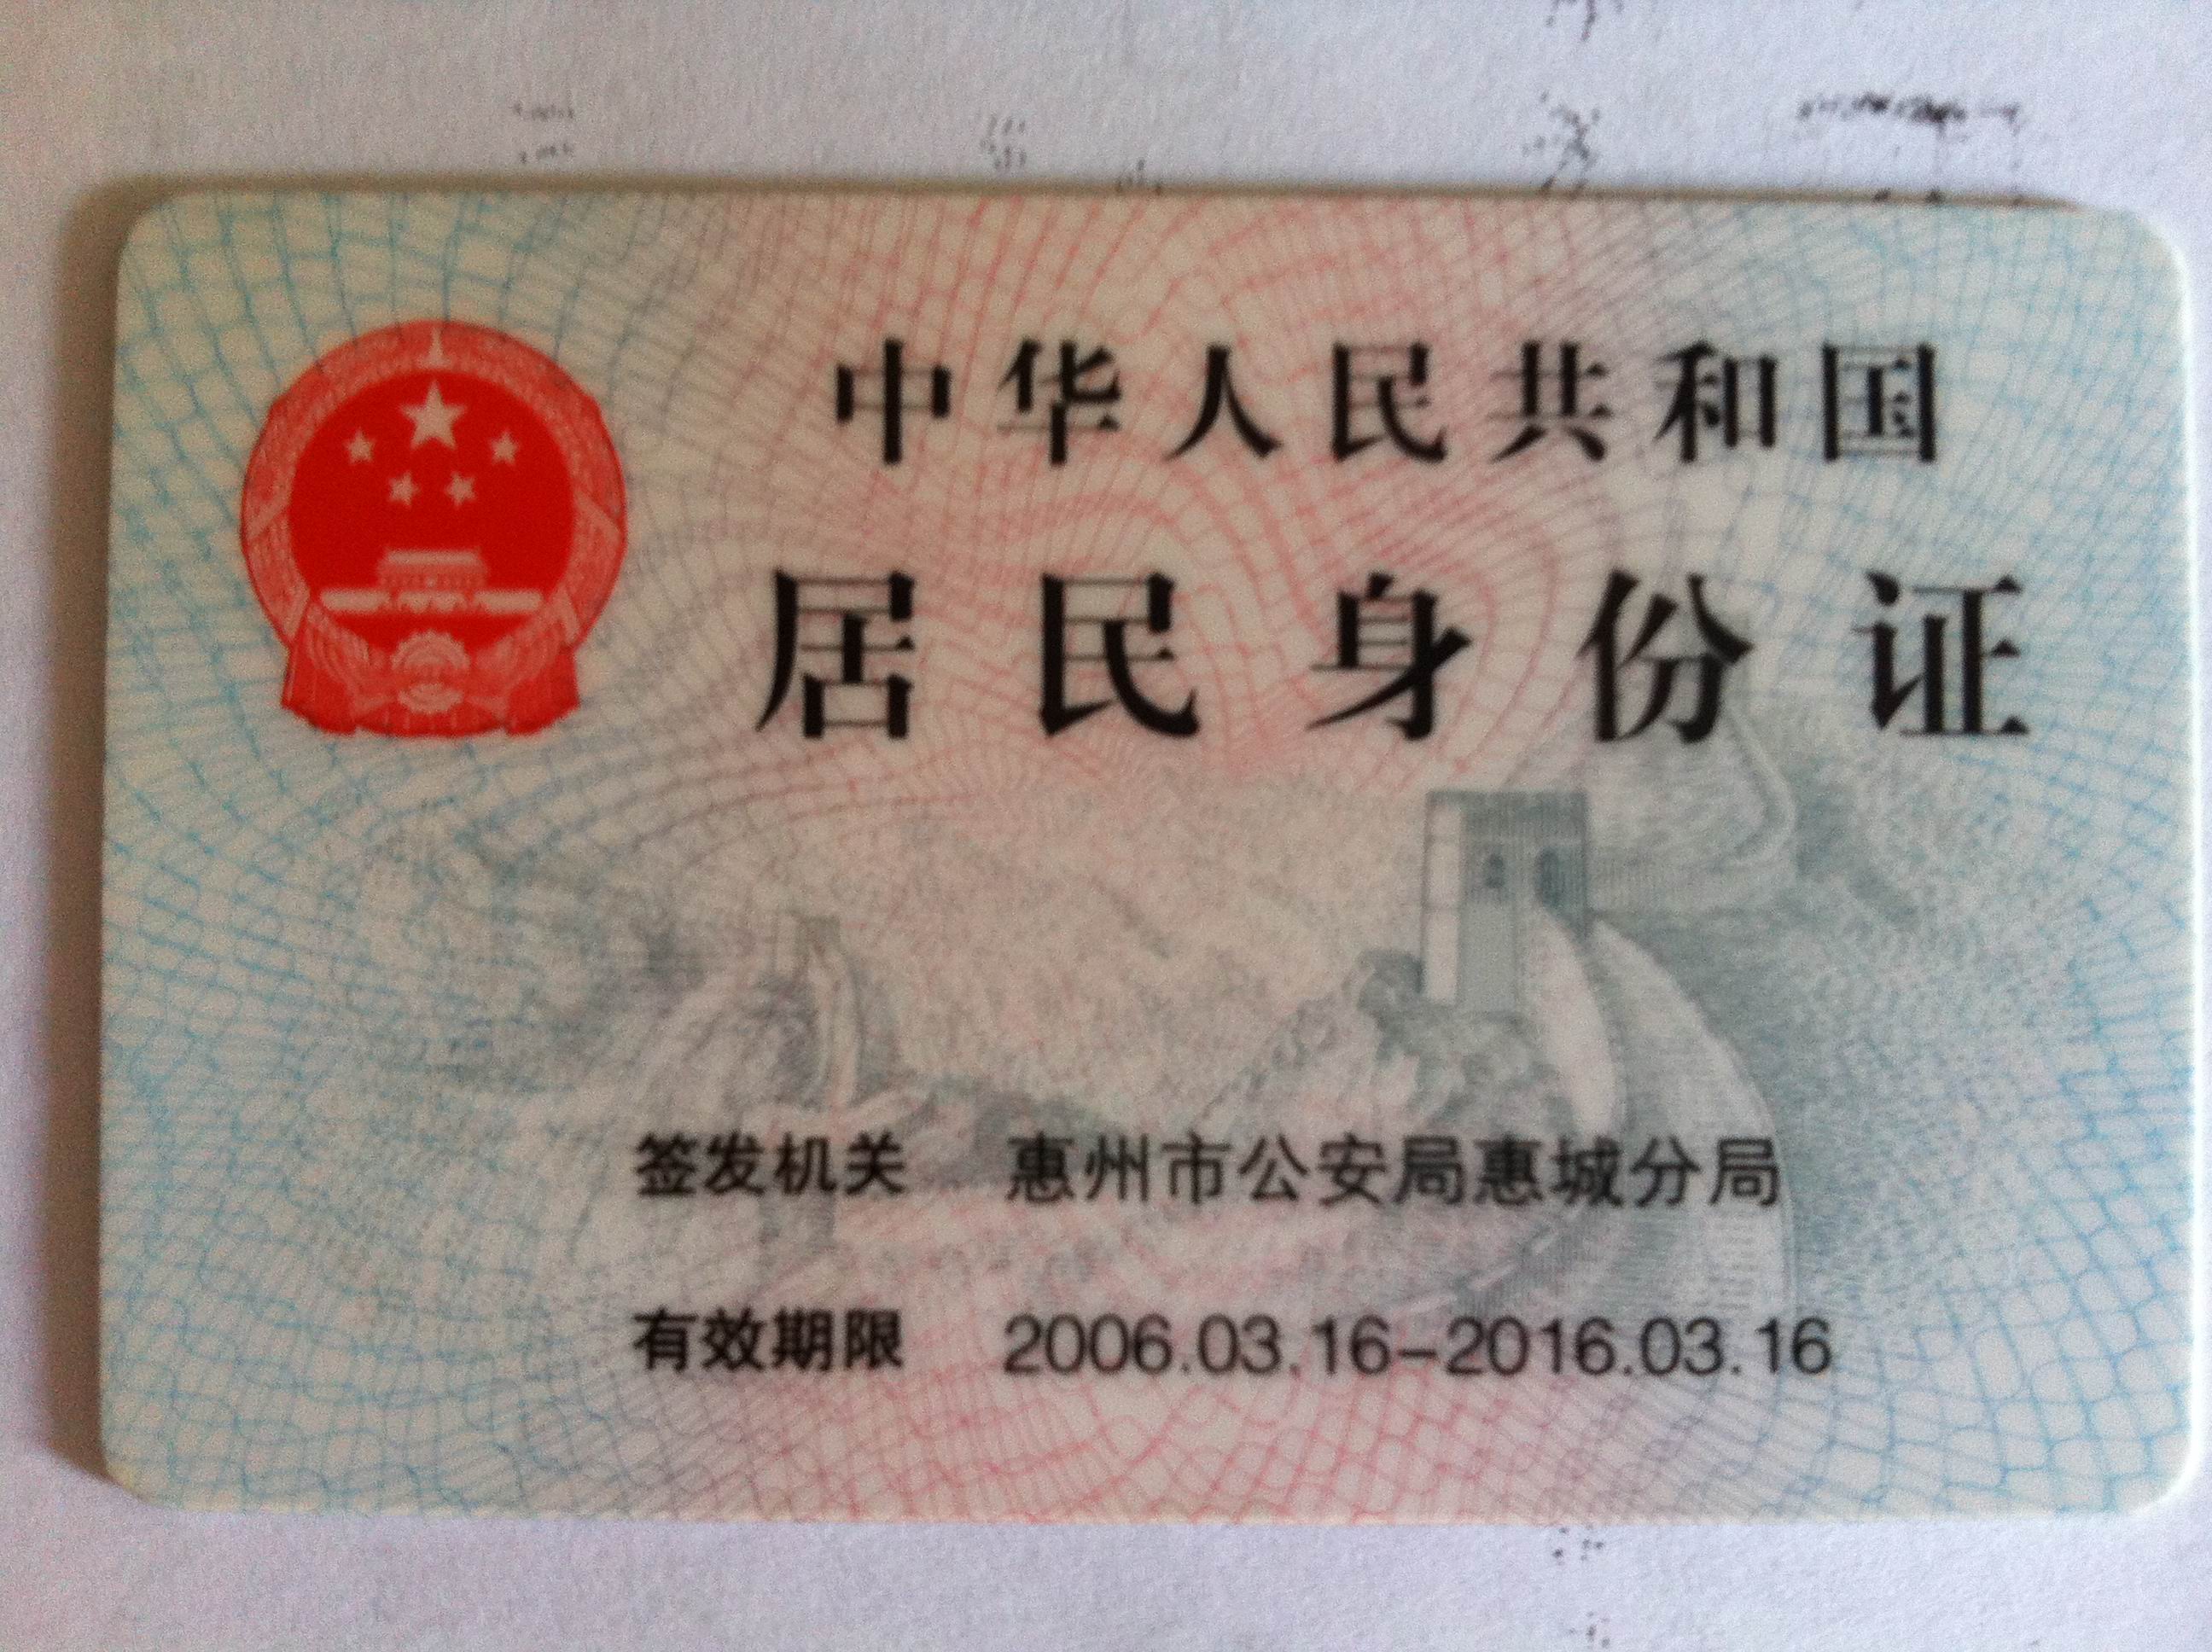 中华人民共和国
居民身份证
签发机关 惠州市公安局惠城分局
有效期限 2006.03.16-2016.03.16